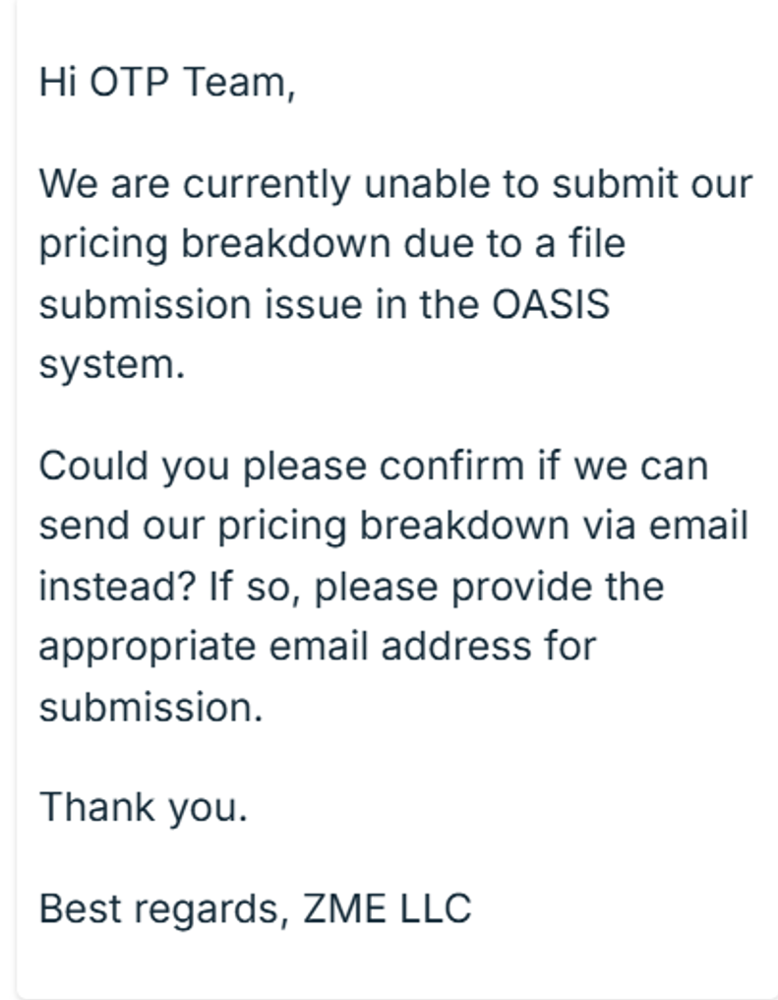 Hi OTP Team,
We are currently unable to submit our
pricing breakdown due to a file
submission issue in the OASIS
system.
Could you please confirm if we can
send our pricing breakdown via email
instead? If so, please provide the
appropriate email address for
submission.
Thank you.
Best regards, ZME LLC